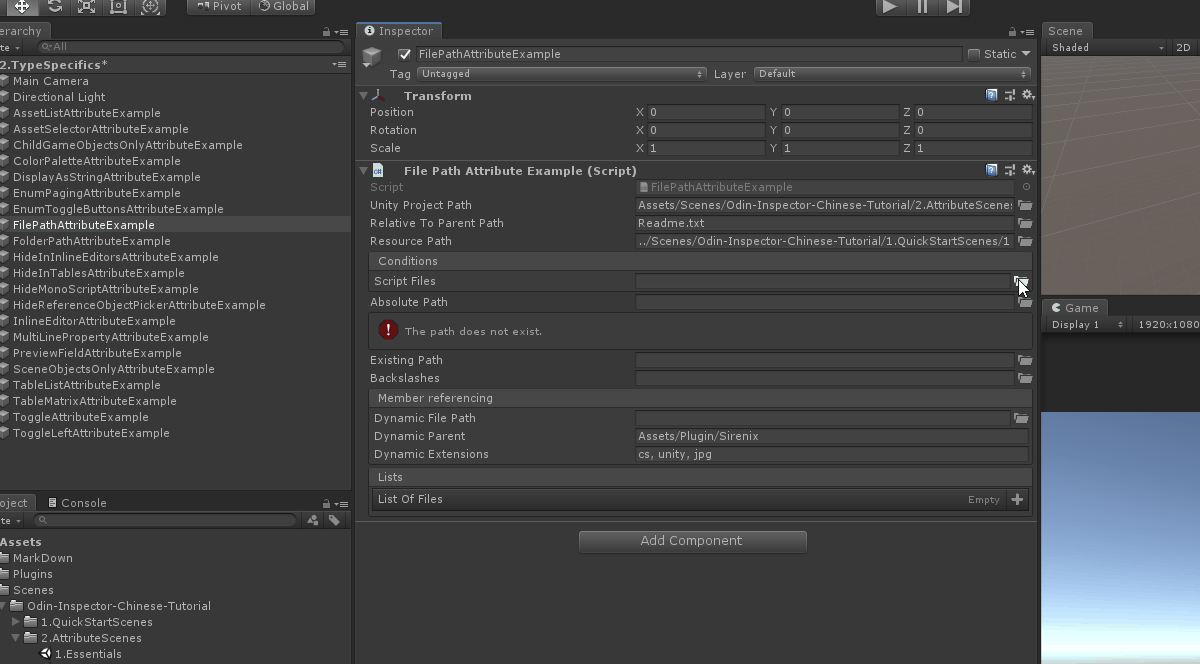 Pivot Global
erarchy
te All
2.TypeSpecifics*
Main Camera
Directional Light
AssetListAttributeExample
AssetSelectorAttributeExample
ChildGameObjectsOnlyAttributeExample
ColorPaletteAttributeExample
DisplayAsStringAttributeExample
EnumPagingAttributeExample
EnumToggleButtonsAttributeExample
FilePathAttributeExample
FolderPathAttributeExample
HideInInlineEditorsAttributeExample
HideInTablesAttributeExample
HideMonoScriptAttributeExample
HideReferenceObjectPickerAttributeExample
InlineEditorAttributeExample
MultiLinePropertyAttributeExample
PreviewFieldAttributeExample
SceneObjectsOnlyAttributeExample
TableListAttributeExample
TableMatrixAttributeExample
ToggleAttributeExample
ToggleLeftAttributeExample
oject Console
te
Assets
MarkDown
Plugins
Scenes
Odin-Inspector-Chinese-Tutorial
1.QuickStartScenes
2.AttributeScenes
1.Essentials
Inspector
FilePathAttributeExample Static
Tag Untagged Layer Default
Transform
Position X 0 Y 0 Z 0
Rotation X 0 Y 0 Z 0
Scale X 1 Y 1 Z 1
File Path Attribute Example (Script)
Script FilePathAttributeExample
Unity Project Path Assets/Scenes/Odin-Inspector-Chinese-Tutorial/2.AttributeScenes
Relative To Parent Path Readme.txt
Resource Path ../Scenes/Odin-Inspector-Chinese-Tutorial/1.QuickStartScenes/1
Conditions
Script Files
Absolute Path
The path does not exist.
Existing Path
Backslashes
Member referencing
Dynamic File Path
Dynamic Parent Assets/Plugin/Sirenix
Dynamic Extensions cs, unity, jpg
Lists
List Of Files Empty
Add Component
Scene
Shaded 2D
Game
Display 1 1920x1080